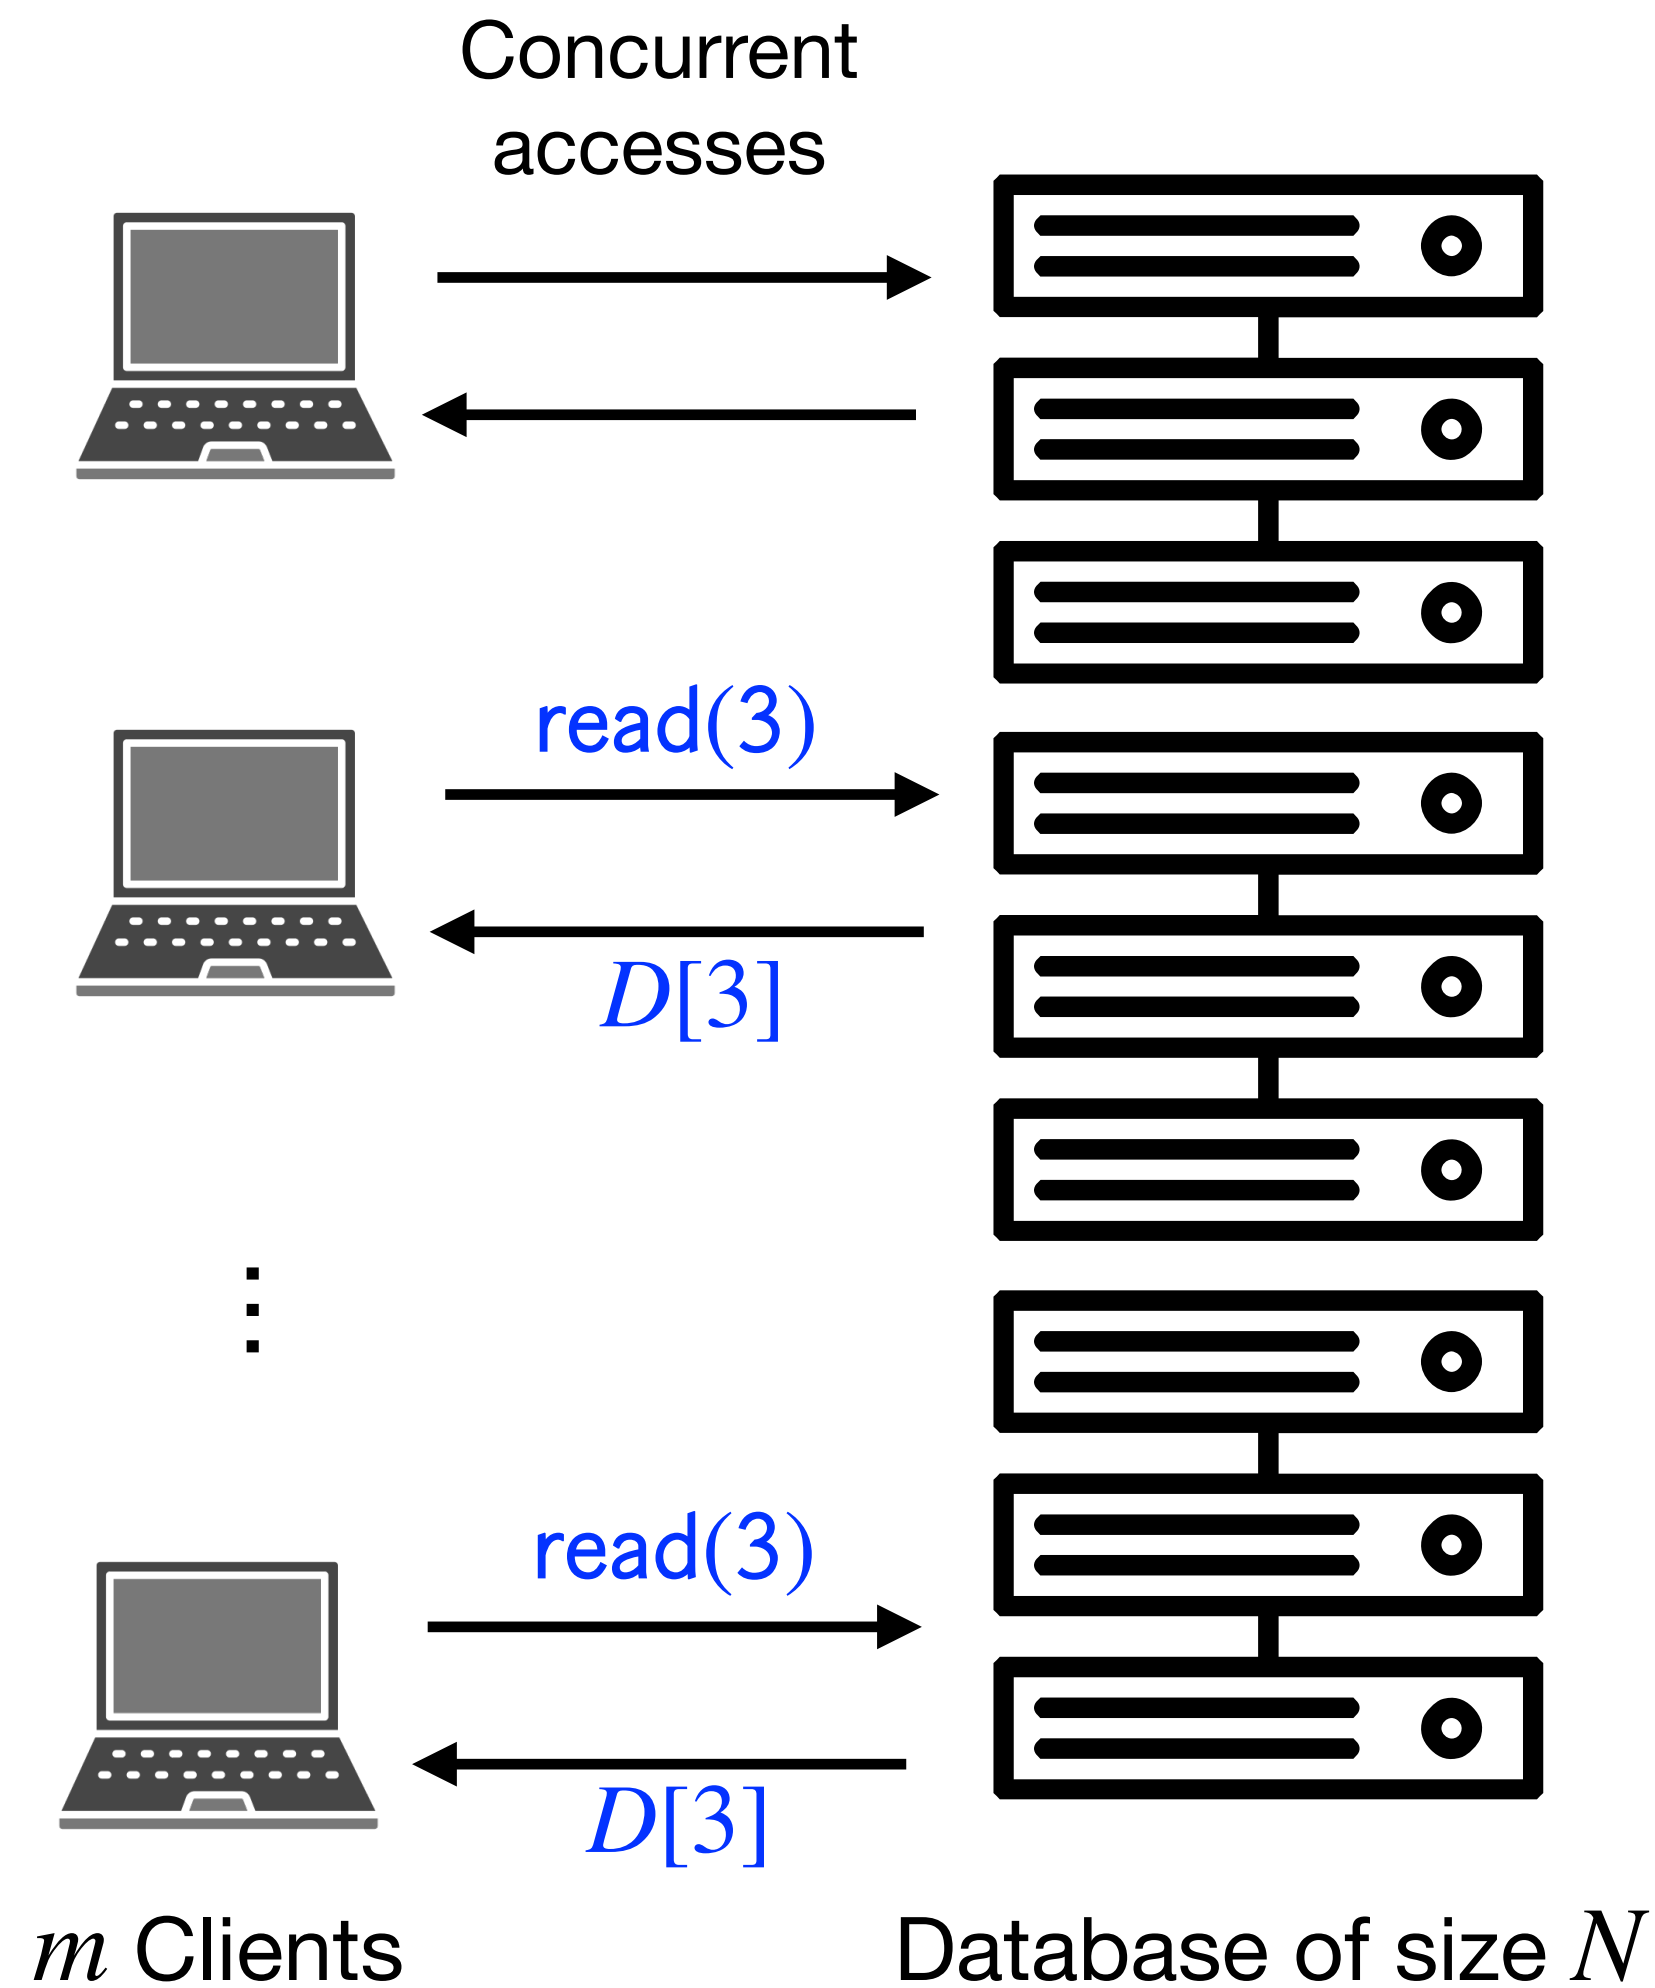 Concurrent
accesses
read(3)
D[3]
⋮
read(3)
D[3]
m Clients
Database of size N